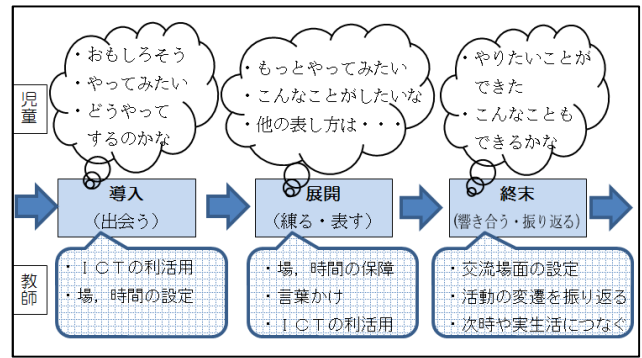 児童
・おもしろそう
・やってみたい
・どうやって
するのかな
・もっとやってみたい
・こんなことがしたいな
・他の表し方は・・・
・やりたいことが
できた
・こんなことも
できるかな
導入
（出会う）
展開
（練る・表す）
終末
（響き合う・振り返る）
教師
・ＩＣＴの利活用
・場，時間の設定
・場，時間の保障
・言葉かけ
・ＩＣＴの利活用
・交流場面の設定
・活動の変遷を振り返る
・次時や実生活につなぐ